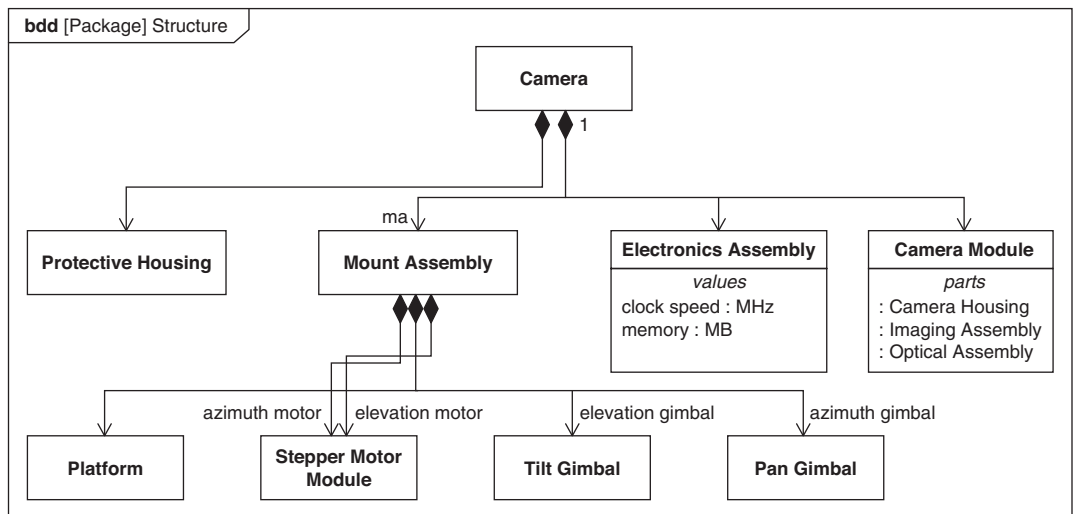 bdd [Package] Structure
Camera
1
ma
Protective Housing
Mount Assembly
Electronics Assembly
values
clock speed : MHz
memory : MB
Camera Module
parts
: Camera Housing
: Imaging Assembly
: Optical Assembly
azimuth motor
elevation motor
elevation gimbal
azimuth gimbal
Platform
Stepper Motor
Module
Tilt Gimbal
Pan Gimbal